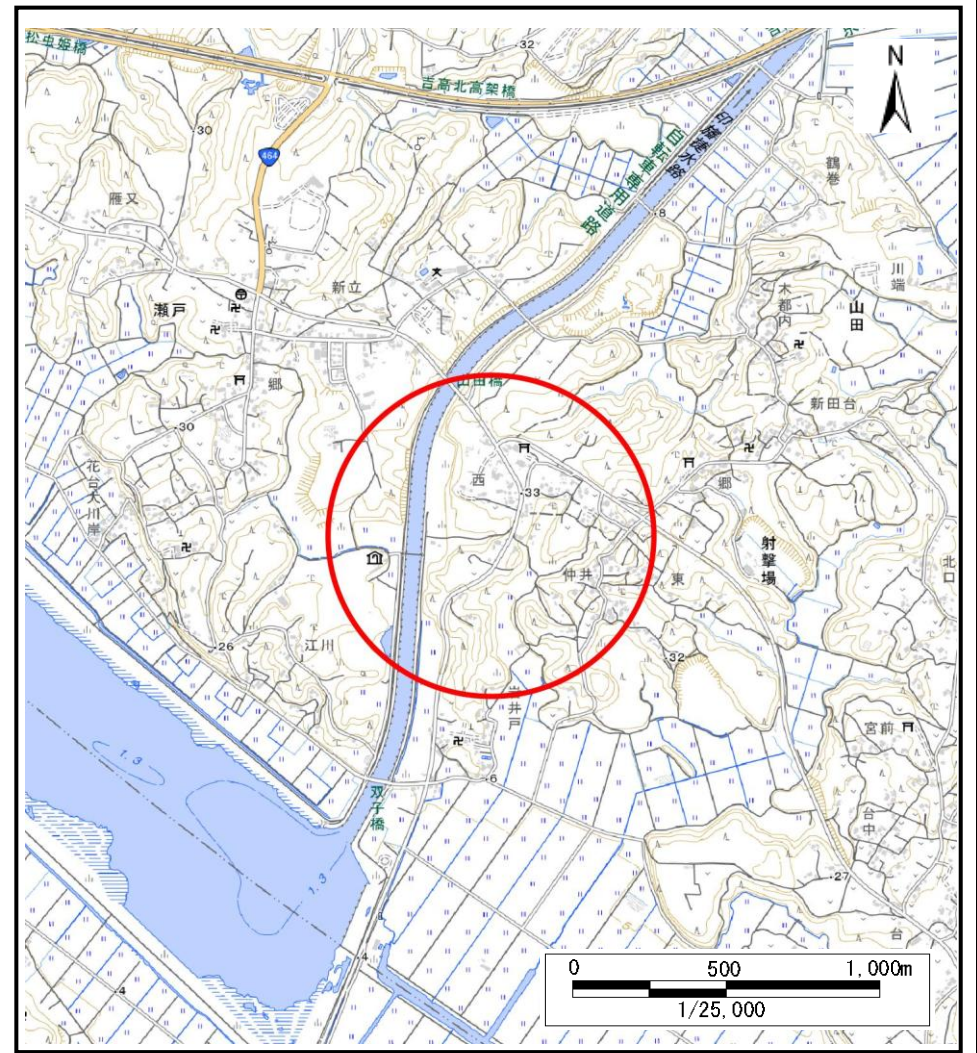 松虫姫橋
32
N
吉高北高架橋
印旛捷水路
自転車専用道路
30
464
雁又
鶴巻
8
30
川端
新立
木都内
山田
瀬戸
山田橋
郷
新田台
30
西
花台大川岸
33
郷
射撃場
北口
仲井
東
江川
26
32
岩井戸
宮前
6
双子橋
1.3
台中
1.3
27
台
4
4
0 500 1,000m
1/25,000